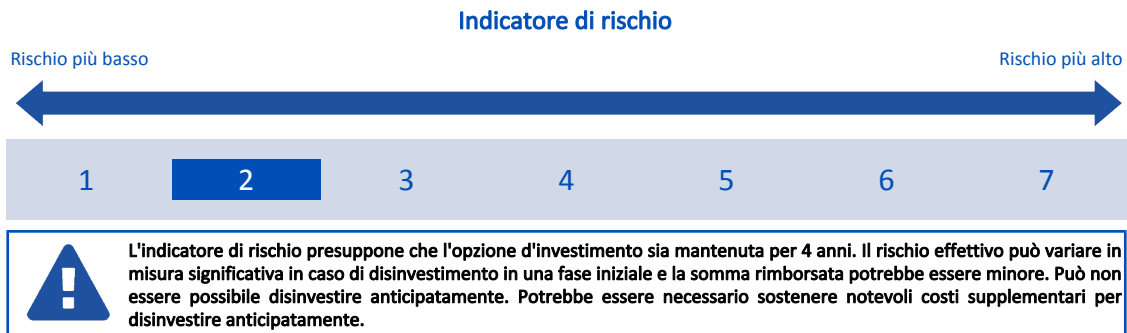 Indicatore di rischio
Rischio più basso
Rischio più alto
1 2 3 4 5 6 7
L'indicatore di rischio presuppone che l'opzione d'investimento sia mantenuta per 4 anni. Il rischio effettivo può variare in
misura significativa in caso di disinvestimento in una fase iniziale e la somma rimborsata potrebbe essere minore. Può non
essere possibile disinvestire anticipatamente. Potrebbe essere necessario sostenere notevoli costi supplementari per
disinvestire anticipatamente.